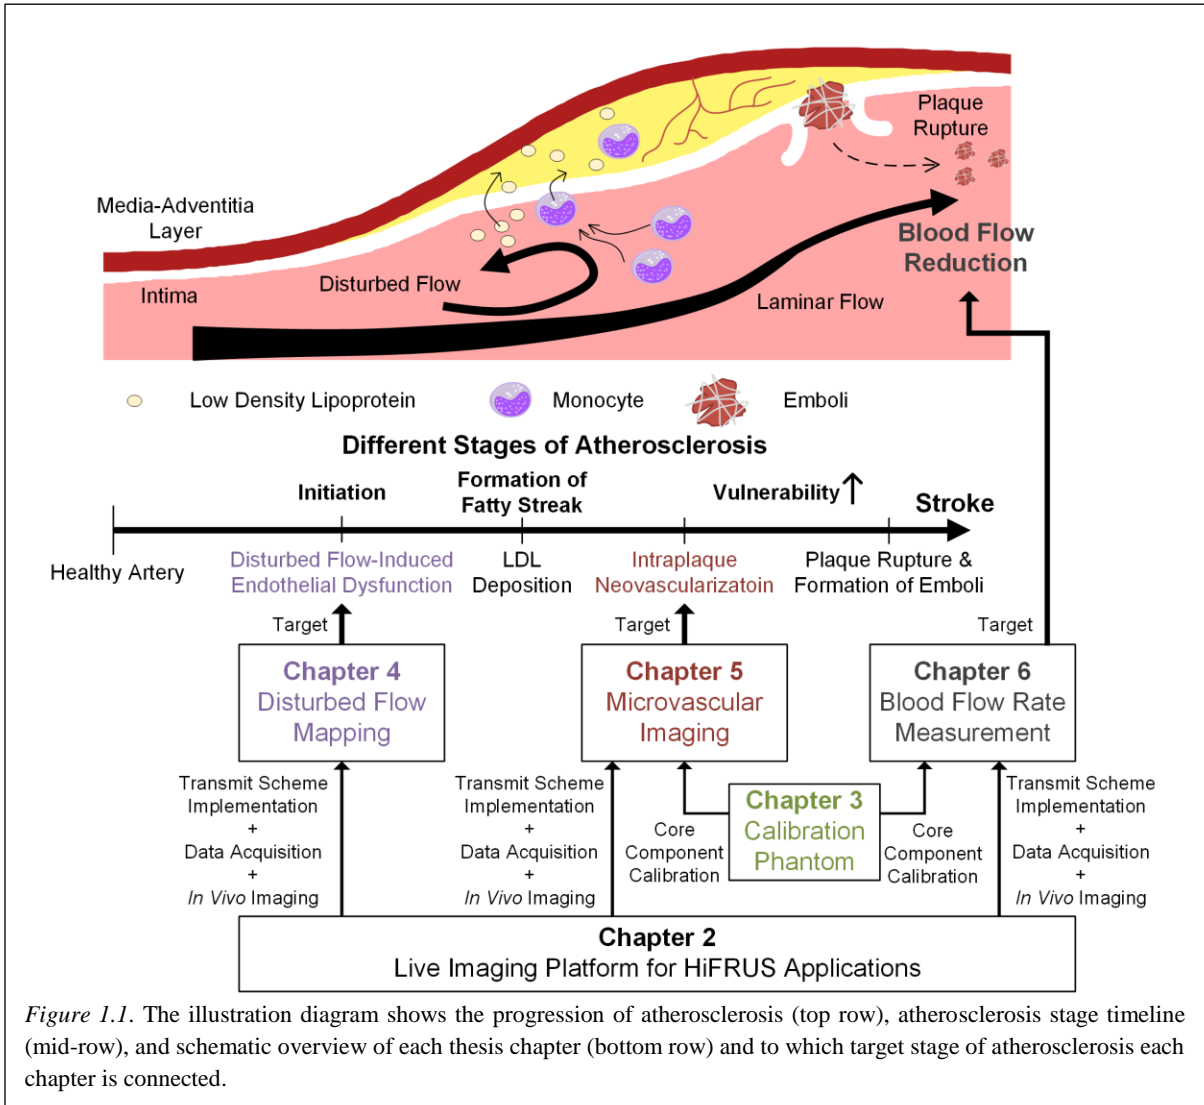 Plaque
Rupture
Media-Adventitia
Layer
Blood Flow
Reduction
Intima
Disturbed Flow
Laminar Flow
Low Density Lipoprotein
Monocyte
Emboli
Different Stages of Atherosclerosis
Initiation
Formation of
Fatty Streak
Vulnerability
Stroke
Healthy Artery
Disturbed Flow-Induced
Endothelial Dysfunction
LDL
Deposition
Intraplaque
Neovascularizatoin
Plaque Rupture &
Formation of Emboli
Target
Target
Target
Chapter 4
Disturbed Flow
Mapping
Chapter 5
Microvascular
Imaging
Chapter 6
Blood Flow Rate
Measurement
Transmit Scheme
Implementation
+
Data Acquisition
+
In Vivo Imaging
Transmit Scheme
Implementation
+
Data Acquisition
+
In Vivo Imaging
Core
Component
Calibration
Chapter 3
Calibration
Phantom
Core
Component
Calibration
Transmit Scheme
Implementation
+
Data Acquisition
+
In Vivo Imaging
Chapter 2
Live Imaging Platform for HiFRUS Applications
Figure 1.1. The illustration diagram shows the progression of atherosclerosis (top row), atherosclerosis stage timeline
(mid-row), and schematic overview of each thesis chapter (bottom row) and to which target stage of atherosclerosis each
chapter is connected.